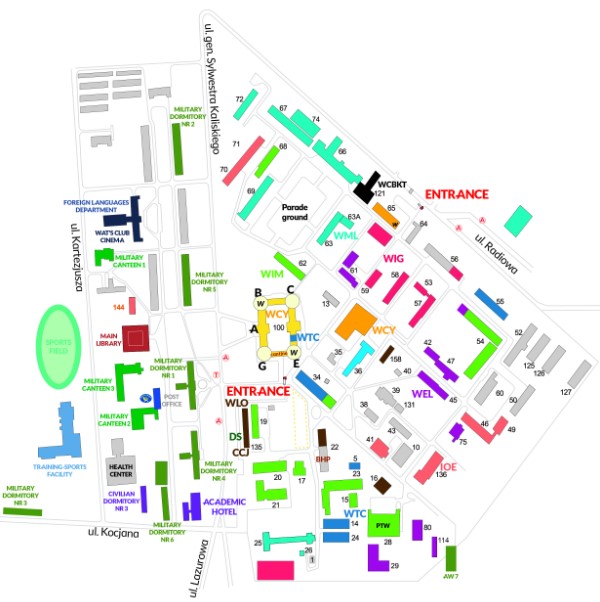 ul. gen. Sylwestra Kaliskiego
MILITARY
DORMITORY
NR 2
72
67
74
66
71
70
68
69
WCBKT
121
ENTRANCE
Parade
ground
63A
63
WML
65
W
64
ul. Radiowa
FOREIGN LANGUAGES
DEPARTMENT
WAT'S CLUB
CINEMA
MILITARY
CANTEEN 1
ul. Kartezjusza
MILITARY
DORMITORY
NR 5
WIM
62
61
59
WIG
58
56
53
57
55
144
MAIN
LIBRARY
SPORTS
FIELD
B
C
W
WCY
A
100
WTC
G
W
E
13
WCY
35
36
158
40
42
47
52
125
126
127
MILITARY
DORMITORY
NR 1
MILITARY
CANTEEN 3
POST
OFFICE
MILITARY
CANTEEN 2
ENTRANCE
34
WLO
DS
CCJ
19
135
38
39
131
WEL
45
60
50
46
49
75
43
10
41
TRAINING-SPORTS
FACILITY
HEALTH
CENTER
MILITARY
DORMITORY
NR 4
22
BHP
5
23
16
IOE
136
20
17
21
15
MILITARY
DORMITORY
NR 3
CIVILIAN
DORMITORY
NR 3
MILITARY
DORMITORY
NR 6
ACADEMIC
HOTEL
WTC
14
24
PTW
28
80
114
29
AW 7
25
26
1
ul. Kocjana
ul. Lazurowa